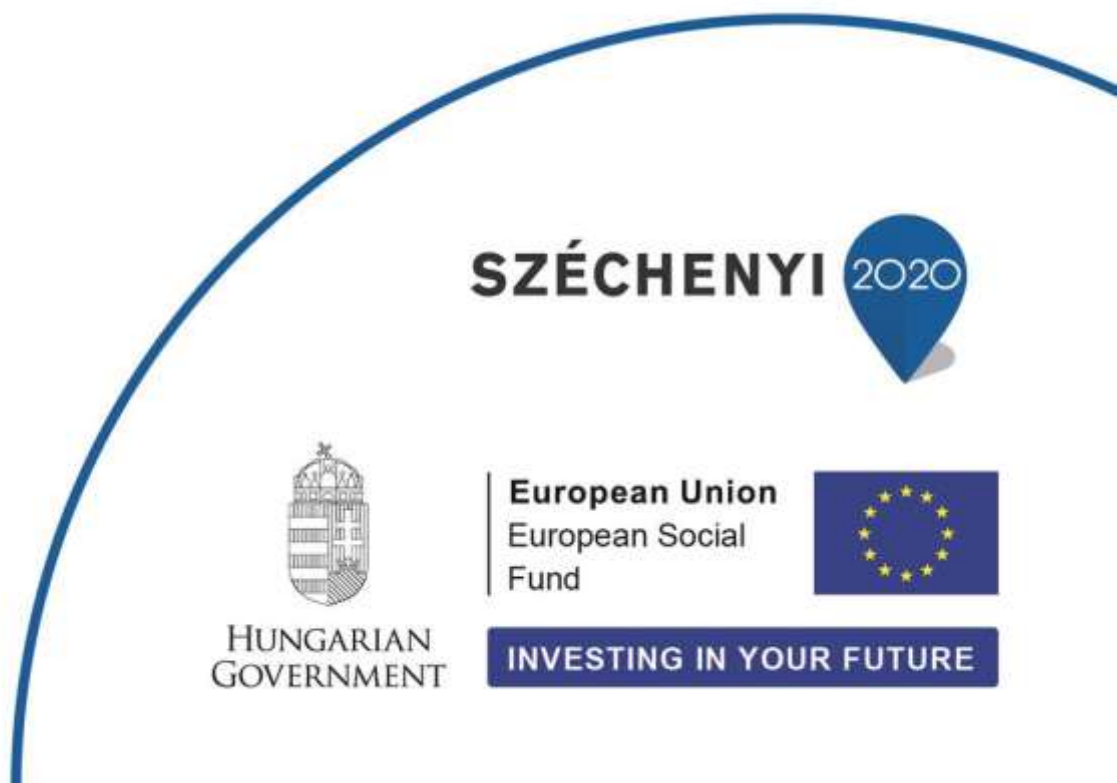 SZÉCHENYI 2020
European Union
European Social
Fund
HUNGARIAN
GOVERNMENT
INVESTING IN YOUR FUTURE